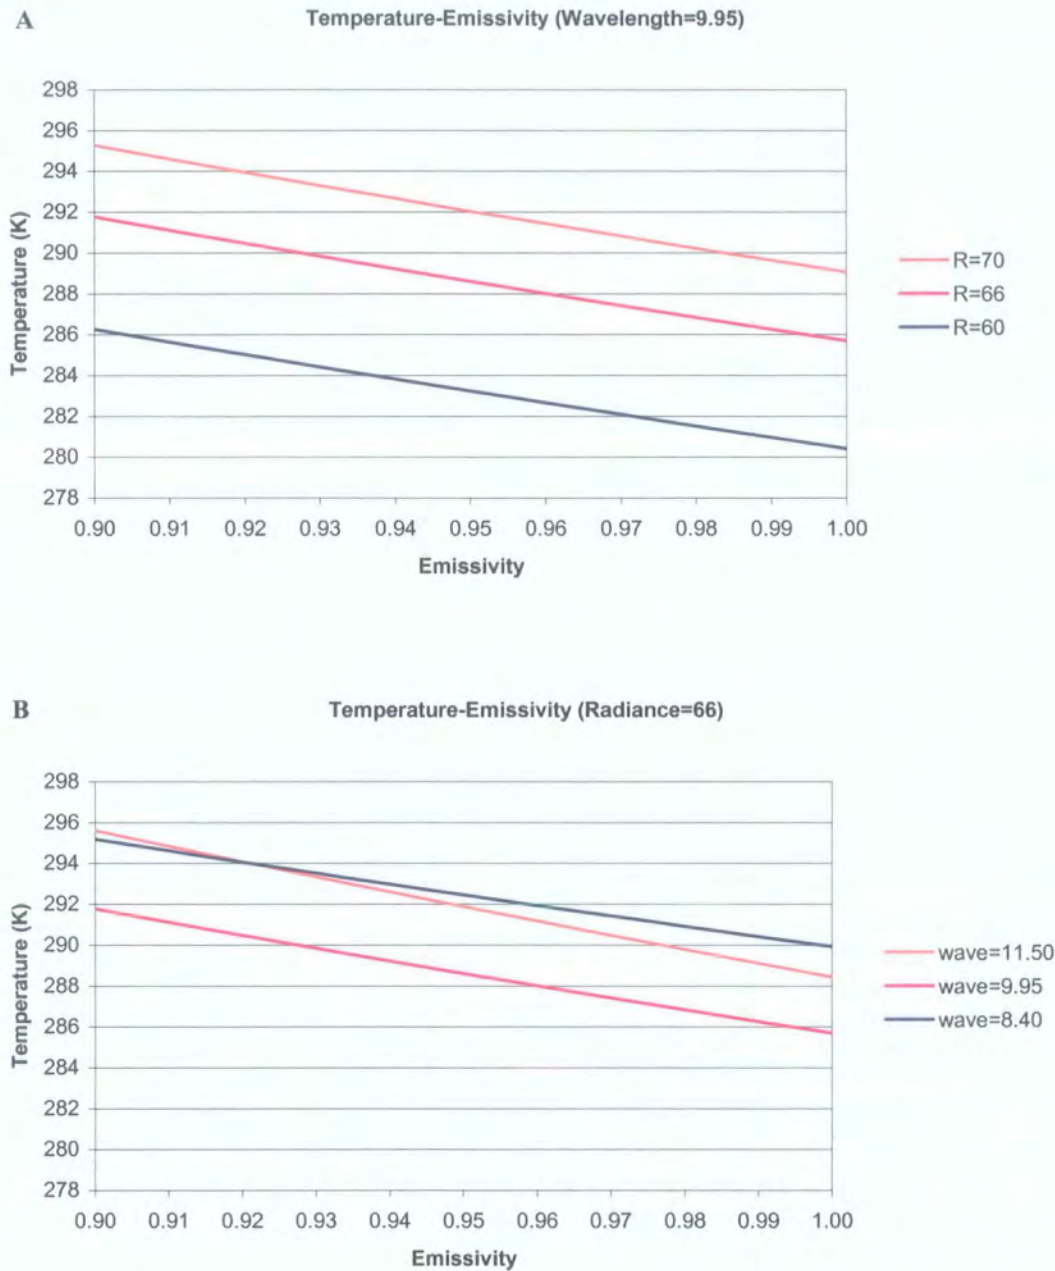 A
Temperature-Emissivity (Wavelength=9.95)
298
296
294
292
290
288
286
284
282
280
278
Temperature (K)
0.90 0.91 0.92 0.93 0.94 0.95 0.96 0.97 0.98 0.99 1.00
Emissivity
R=70
R=66
R=60
B
Temperature-Emissivity (Radiance=66)
298
296
294
292
290
288
286
284
282
280
278
Temperature (K)
0.90 0.91 0.92 0.93 0.94 0.95 0.96 0.97 0.98 0.99 1.00
Emissivity
wave=11.50
wave=9.95
wave=8.40